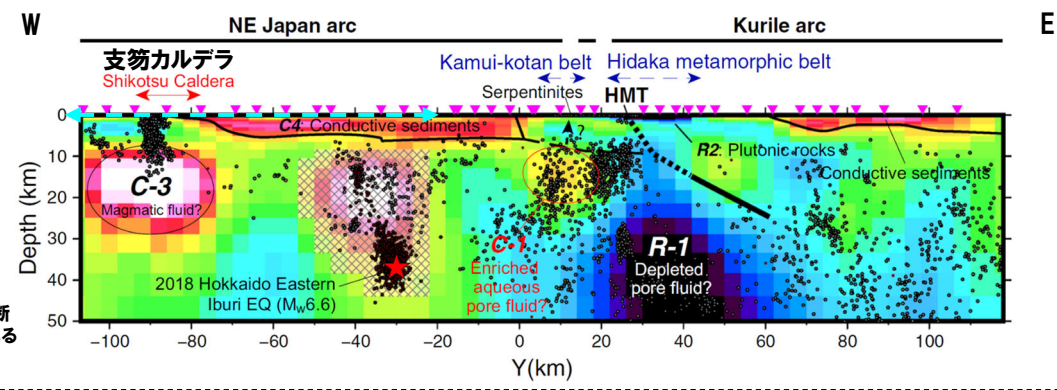 W
NE Japan arc
Kurile arc
E
支笏カルデラ
Shikotsu Caldera
Kamui-kotan belt
Hidaka metamorphic belt
Serpentinites
HMT
C4: Conductive sediments
?
R2: Plutonic rocks
Conductive sediments
C-3
Magmatic fluid?
C-1
Enriched
aqueous
pore fluid?
R-1
Depleted
pore fluid?
2018 Hokkaido Eastern
Iburi EQ (Mw6.6)
断
る
Depth (km)
0
10
20
30
40
50
−100
−80
−60
−40
−20
0
20
40
60
80
100
Y(km)